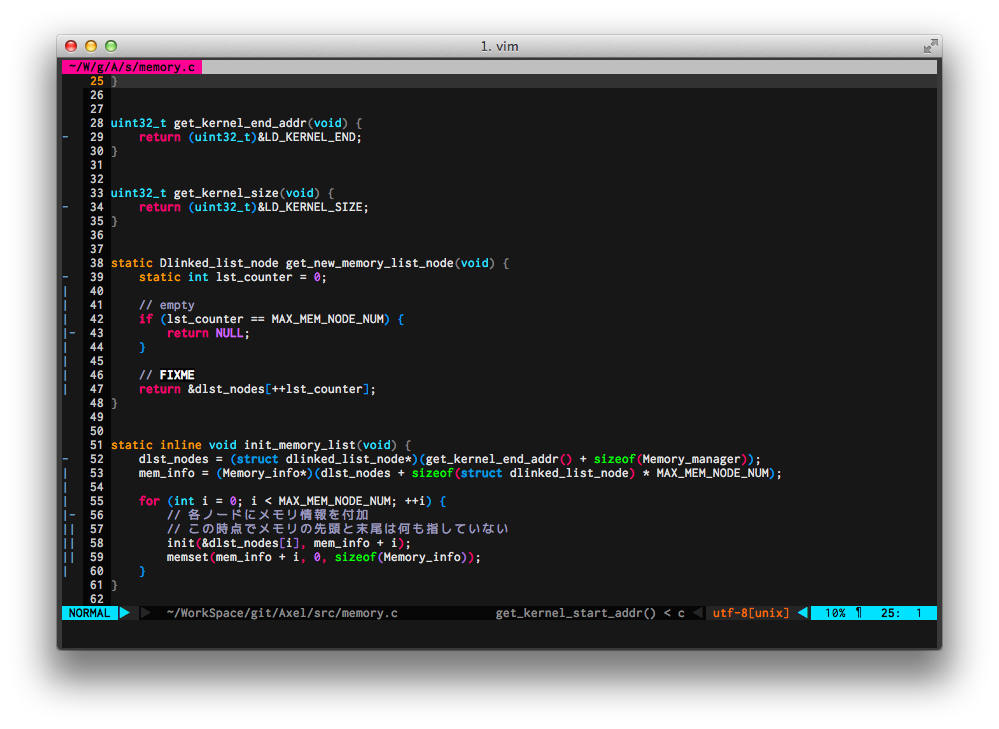 1. vim
~/W/g/A/s/memory.c
25 }
26
27
28 uint32_t get_kernel_end_addr(void) {
29     return (uint32_t)&LD_KERNEL_END;
30 }
31
32
33 uint32_t get_kernel_size(void) {
34     return (uint32_t)&LD_KERNEL_SIZE;
35 }
36
37
38 static Dlinked_list_node get_new_memory_list_node(void) {
39     static int lst_counter = 0;
40
41     // empty
42     if (lst_counter == MAX_MEM_NODE_NUM) {
43         return NULL;
44     }
45
46     // FIXME
47     return &dlst_nodes[++lst_counter];
48 }
49
50
51 static inline void init_memory_list(void) {
52     dlst_nodes = (struct dlinked_list_node*)(get_kernel_end_addr() + sizeof(Memory_manager));
53     mem_info = (Memory_info*)(dlst_nodes + sizeof(struct dlinked_list_node) * MAX_MEM_NODE_NUM);
54
55     for (int i = 0; i < MAX_MEM_NODE_NUM; ++i) {
56         // 各ノードにメモリ情報を付加
57         // この時点でメモリの先頭と末尾は何も指していない
58         init(&dlst_nodes[i], mem_info + i);
59         memset(mem_info + i, 0, sizeof(Memory_info));
60     }
61 }
62
NORMAL ~/WorkSpace/git/Axel/src/memory.c get_kernel_start_addr() < c utf-8[unix] 10% ¶ 25: 1